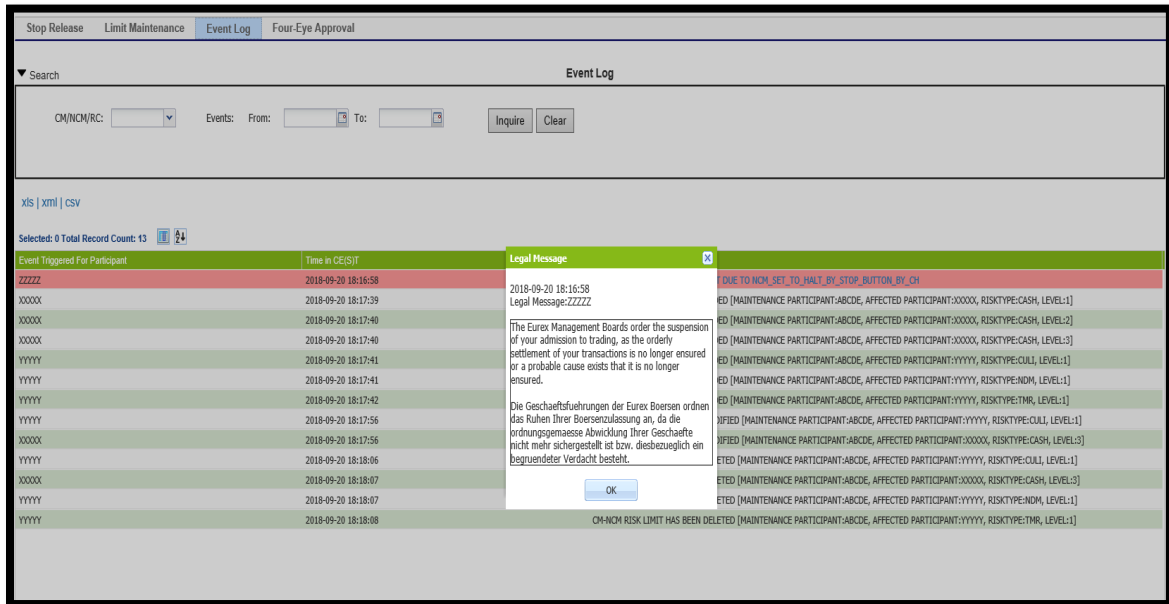 Stop Release Limit Maintenance Event Log Four-Eye Approval
Search Event Log
CM/NCM/RC: Events: From: To: Inquire Clear
xls | xml | csv
Selected: 0 Total Record Count: 13
Event Triggered For Participant Time in CE(S)T
ZZZZZ 2018-09-20 18:16:58 DUE TO NCM_SET_TO_HALT_BY_STOP_BUTTON_BY_CH
XXXXX 2018-09-20 18:17:39 [MAINTENANCE PARTICIPANT:ABCDE, AFFECTED PARTICIPANT:XXXXX, RISKTYPE:CASH, LEVEL:1]
XXXXX 2018-09-20 18:17:40 [MAINTENANCE PARTICIPANT:ABCDE, AFFECTED PARTICIPANT:XXXXX, RISKTYPE:CASH, LEVEL:2]
XXXXX 2018-09-20 18:17:40 [MAINTENANCE PARTICIPANT:ABCDE, AFFECTED PARTICIPANT:XXXXX, RISKTYPE:CASH, LEVEL:3]
YYYYY 2018-09-20 18:17:41 [MAINTENANCE PARTICIPANT:ABCDE, AFFECTED PARTICIPANT:YYYYY, RISKTYPE:CULI, LEVEL:1]
YYYYY 2018-09-20 18:17:41 [MAINTENANCE PARTICIPANT:ABCDE, AFFECTED PARTICIPANT:YYYYY, RISKTYPE:NDM, LEVEL:1]
YYYYY 2018-09-20 18:17:42 [MAINTENANCE PARTICIPANT:ABCDE, AFFECTED PARTICIPANT:YYYYY, RISKTYPE:TMR, LEVEL:1]
YYYYY 2018-09-20 18:17:56 [MAINTENANCE PARTICIPANT:ABCDE, AFFECTED PARTICIPANT:YYYYY, RISKTYPE:CULI, LEVEL:1]
XXXXX 2018-09-20 18:17:56 [MAINTENANCE PARTICIPANT:ABCDE, AFFECTED PARTICIPANT:XXXXX, RISKTYPE:CASH, LEVEL:3]
YYYYY 2018-09-20 18:18:06 [MAINTENANCE PARTICIPANT:ABCDE, AFFECTED PARTICIPANT:YYYYY, RISKTYPE:CULI, LEVEL:1]
XXXXX 2018-09-20 18:18:07 [MAINTENANCE PARTICIPANT:ABCDE, AFFECTED PARTICIPANT:XXXXX, RISKTYPE:CASH, LEVEL:3]
YYYYY 2018-09-20 18:18:07 [MAINTENANCE PARTICIPANT:ABCDE, AFFECTED PARTICIPANT:YYYYY, RISKTYPE:NDM, LEVEL:1]
YYYYY 2018-09-20 18:18:08 CM-NCM RISK LIMIT HAS BEEN DELETED [MAINTENANCE PARTICIPANT:ABCDE, AFFECTED PARTICIPANT:YYYYY, RISKTYPE:TMR, LEVEL:1]
Legal Message
2018-09-20 18:16:58
Legal Message:ZZZZZ
The Eurex Management Boards order the suspension
of your admission to trading, as the orderly
settlement of your transactions is no longer ensured
or a probable cause exists that it is no longer
ensured.
Die Geschaeftsfuehrungen der Eurex Boersen ordnen
das Ruhen Ihrer Boersenzulassung an, da die
ordnungsgemaesse Abwicklung Ihrer Geschaefte
nicht mehr sichergestellt ist bzw. diesbezueglich ein
begruendeter Verdacht besteht.
OK